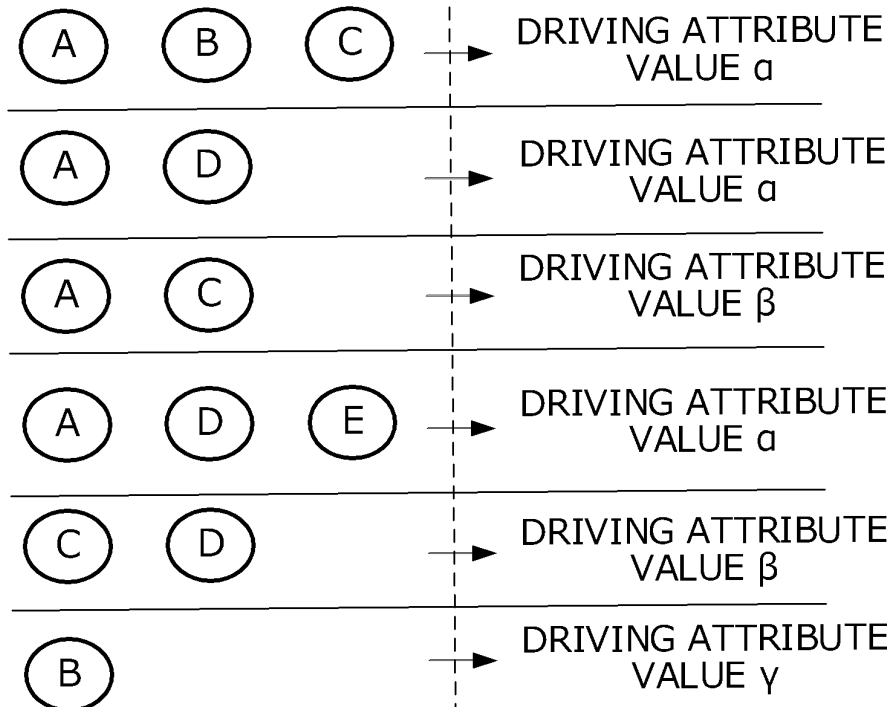 A B C DRIVING ATTRIBUTE
VALUE α
A D DRIVING ATTRIBUTE
VALUE α
A C DRIVING ATTRIBUTE
VALUE β
A D E DRIVING ATTRIBUTE
VALUE α
C D DRIVING ATTRIBUTE
VALUE β
B DRIVING ATTRIBUTE
VALUE γ